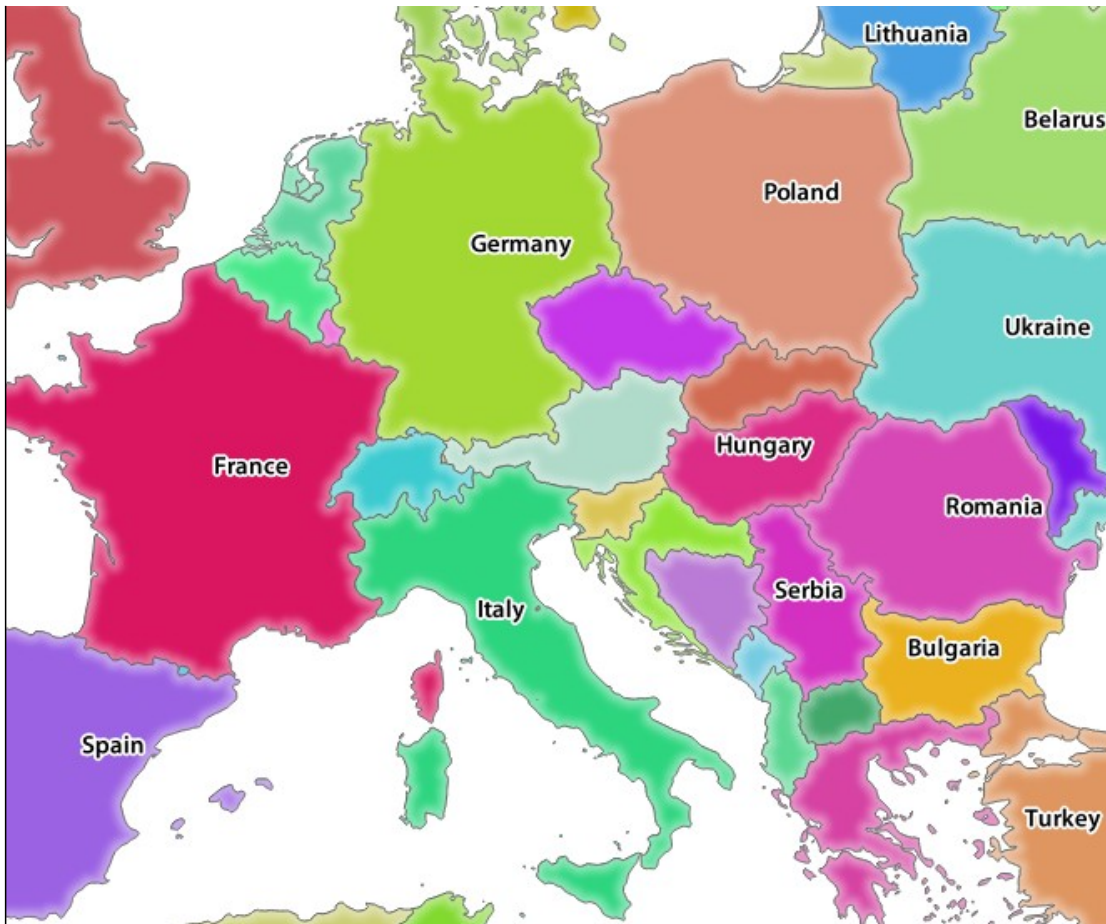 Lithuania
Belarus
Poland
Germany
Ukraine
Hungary
France
Romania
Serbia
Italy
Bulgaria
Spain
Turkey